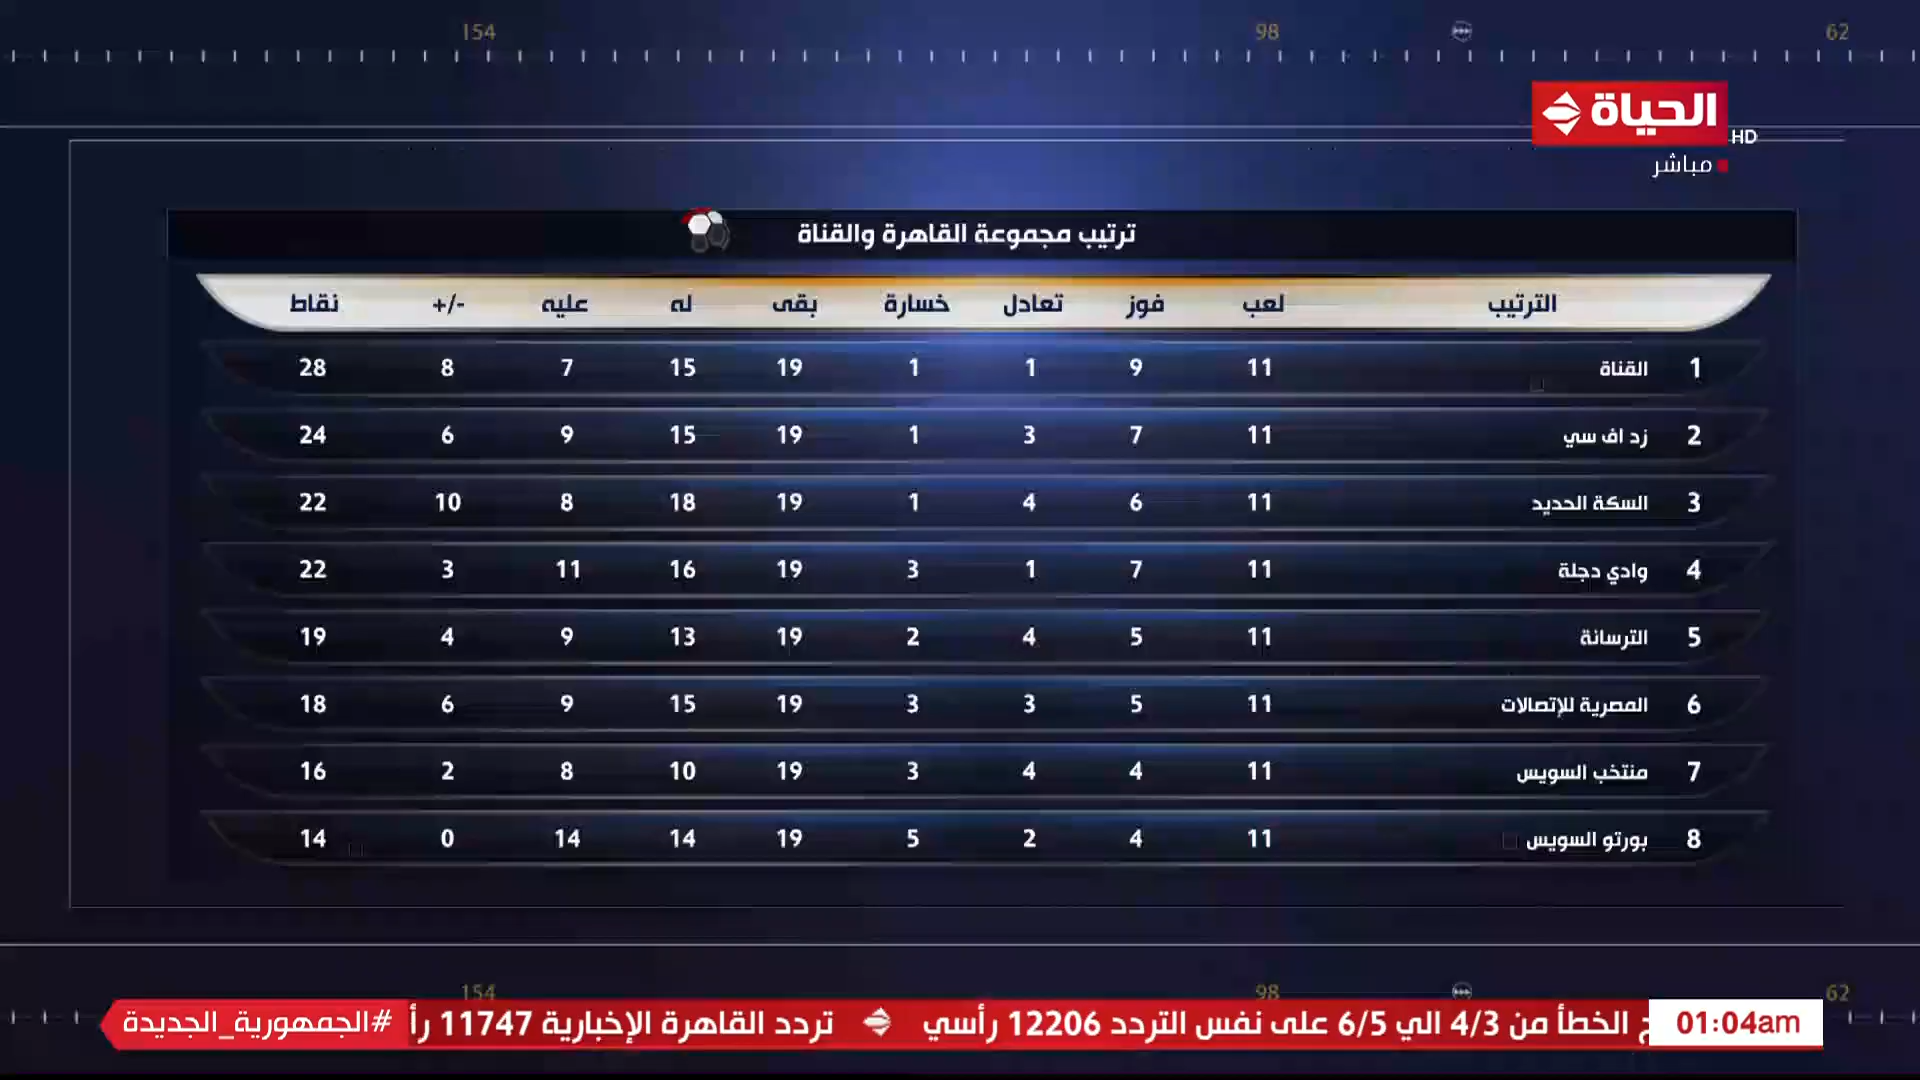 154 98 62
الحياة
HD
مباشر
ترتيب مجموعة القاهرة والقناة
الترتيب لعب فوز تعادل خسارة بقى له عليه +/- نقاط
1 القناة 11 9 1 1 19 15 7 8 28
2 زد اف سي 11 7 3 1 19 15 9 6 24
3 السكة الحديد 11 6 4 1 19 18 8 10 22
4 وادي دجلة 11 7 1 3 19 16 11 3 22
5 الترسانة 11 5 4 2 19 13 9 4 19
6 المصرية للإتصالات 11 5 3 3 19 15 9 6 18
7 منتخب السويس 11 4 4 3 19 10 8 2 16
8 بورتو السويس 11 4 2 5 19 14 14 0 14
154 98 62
01:04am
الخطأ من 4/3 الي 6/5 على نفس التردد 12206 رأسي تردد القاهرة الإخبارية 11747
#الجمهورية_الجديدة